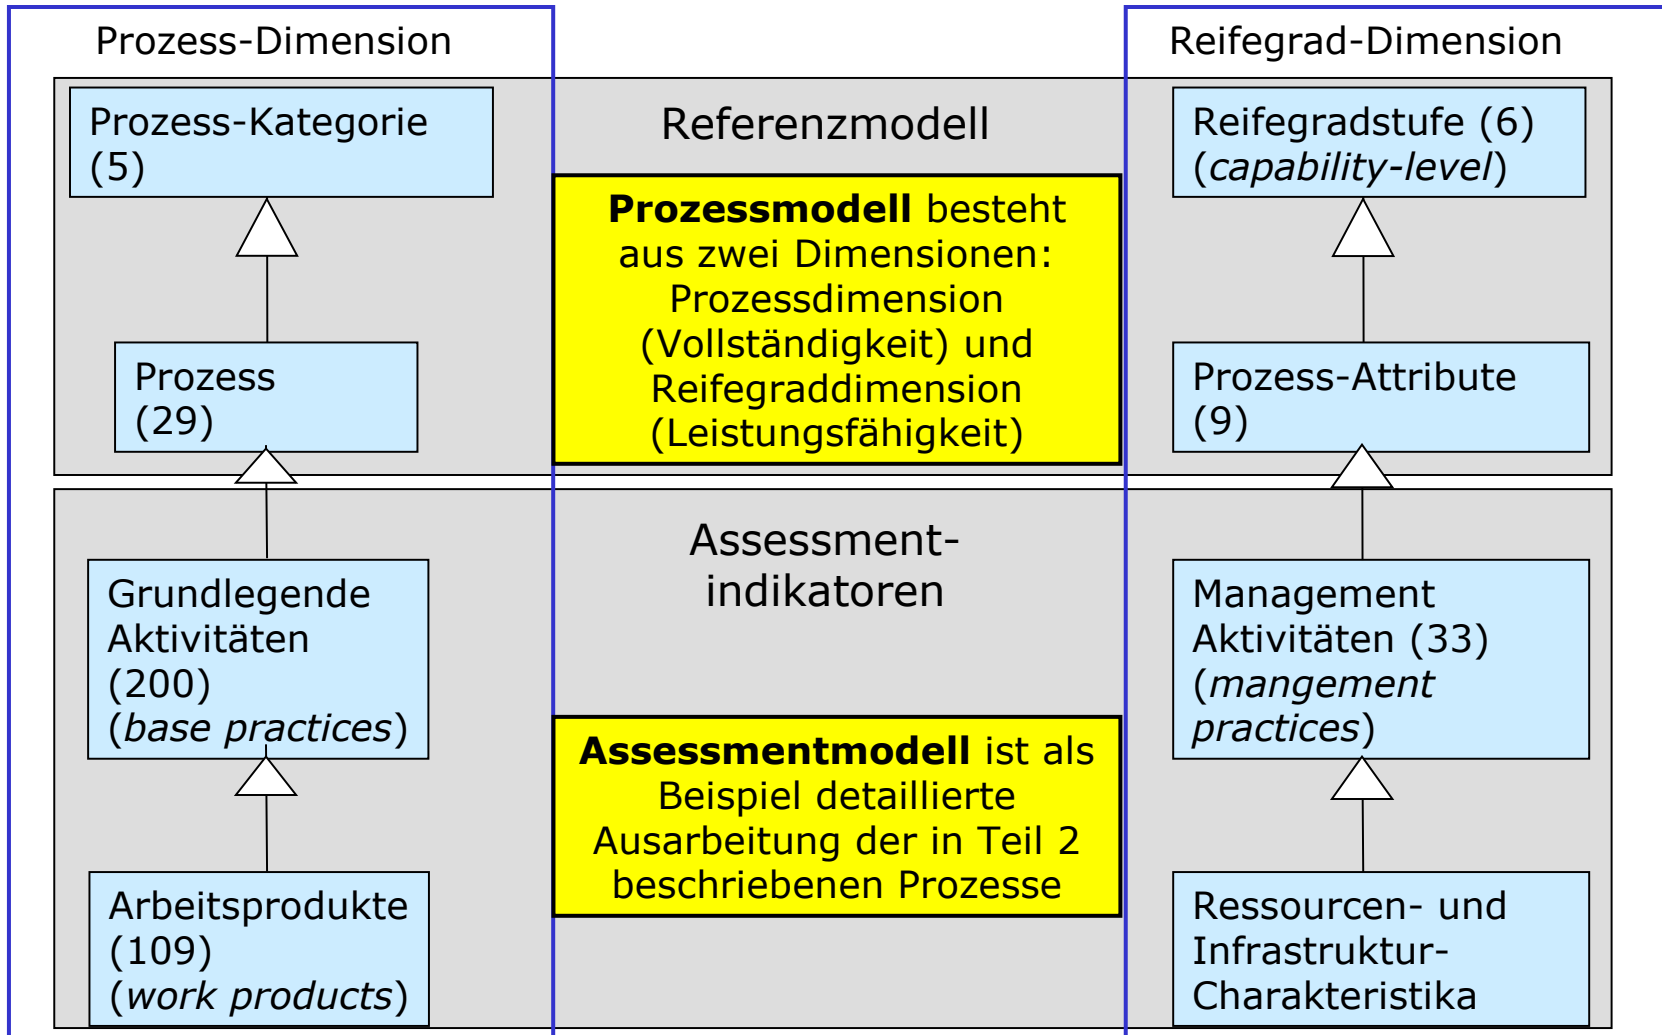 Prozess-Dimension
Reifegrad-Dimension
Prozess-Kategorie
(5)
Referenzmodell
Reifegradstufe (6)
(capability-level)
Prozessmodell besteht
aus zwei Dimensionen:
Prozessdimension
(Vollständigkeit) und
Reifegraddimension
(Leistungsfähigkeit)
Prozess
(29)
Prozess-Attribute
(9)
Assessment-
indikatoren
Grundlegende
Aktivitäten
(200)
(base practices)
Management
Aktivitäten (33)
(mangement
practices)
Assessmentmodell ist als
Beispiel detaillierte
Ausarbeitung der in Teil 2
beschriebenen Prozesse
Arbeitsprodukte
(109)
(work products)
Ressourcen- und
Infrastruktur-
Charakteristika